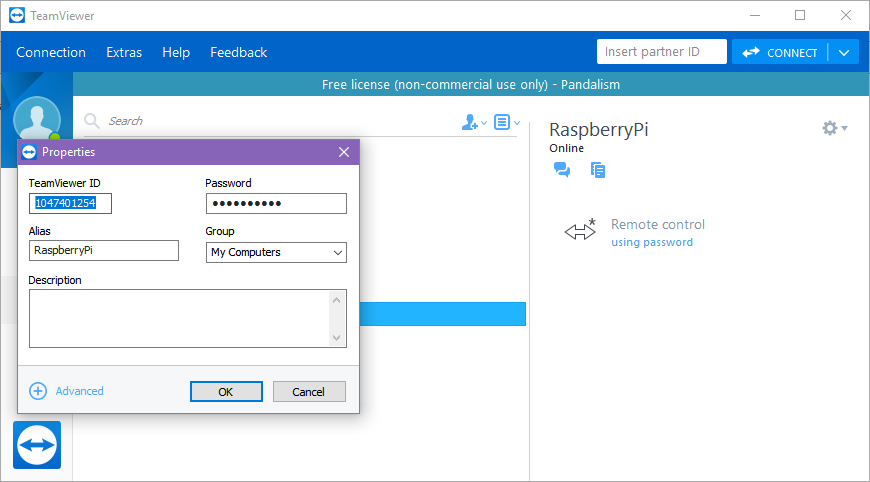 TeamViewer
Connection Extras Help Feedback
Insert partner ID
CONNECT
Free license (non-commercial use only) - Pandalism
Search
Properties
TeamViewer ID
Password
1047401254
••••••••••
Alias
Group
RaspberryPi
My Computers
Description
Advanced
OK
Cancel
RaspberryPi
Online
Remote control
using password